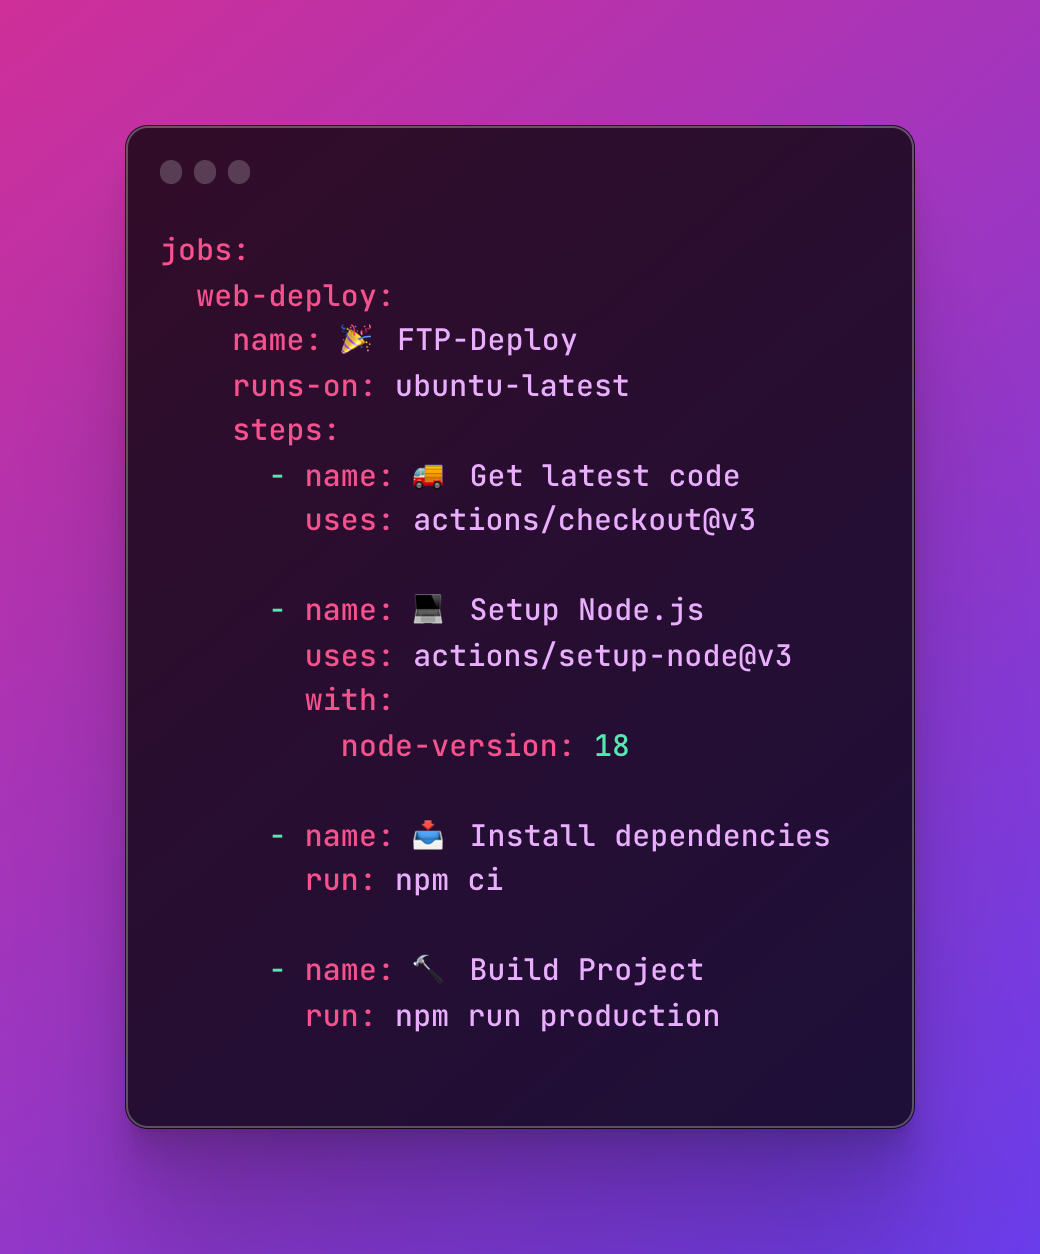 jobs:
  web-deploy:
    name: 🎉 FTP-Deploy
    runs-on: ubuntu-latest
    steps:
      - name: 🚚 Get latest code
        uses: actions/checkout@v3

      - name: 💻 Setup Node.js
        uses: actions/setup-node@v3
        with:
          node-version: 18

      - name: 📥 Install dependencies
        run: npm ci

      - name: 🔨 Build Project
        run: npm run production